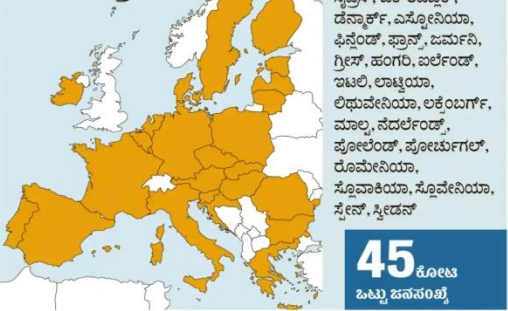 ಡೆನ್ಮಾರ್ಕ್, ಎಸ್ಟೋನಿಯಾ,
ಫಿನ್ಲೆಂಡ್, ಫ್ರಾನ್ಸ್, ಜರ್ಮನಿ,
ಗ್ರೀಸ್, ಹಂಗರಿ, ಐರ್ಲೆಂಡ್,
ಇಟಲಿ, ಲಾಟ್ವಿಯಾ,
ಲಿಥುವೇನಿಯಾ, ಲಕ್ಸೆಂಬರ್ಗ್,
ಮಾಲ್ಟ, ನೆದರ್ಲೆಂಡ್ಸ್,
ಪೋಲೆಂಡ್, ಪೋರ್ಚುಗಲ್,
ರೊಮೇನಿಯಾ,
ಸ್ಲೊವಾಕಿಯಾ, ಸ್ಲೊವೇನಿಯಾ,
ಸ್ಪೇನ್, ಸ್ವೀಡನ್
45 ಕೋಟಿ
ಒಟ್ಟು ಜನಸಂಖ್ಯೆ